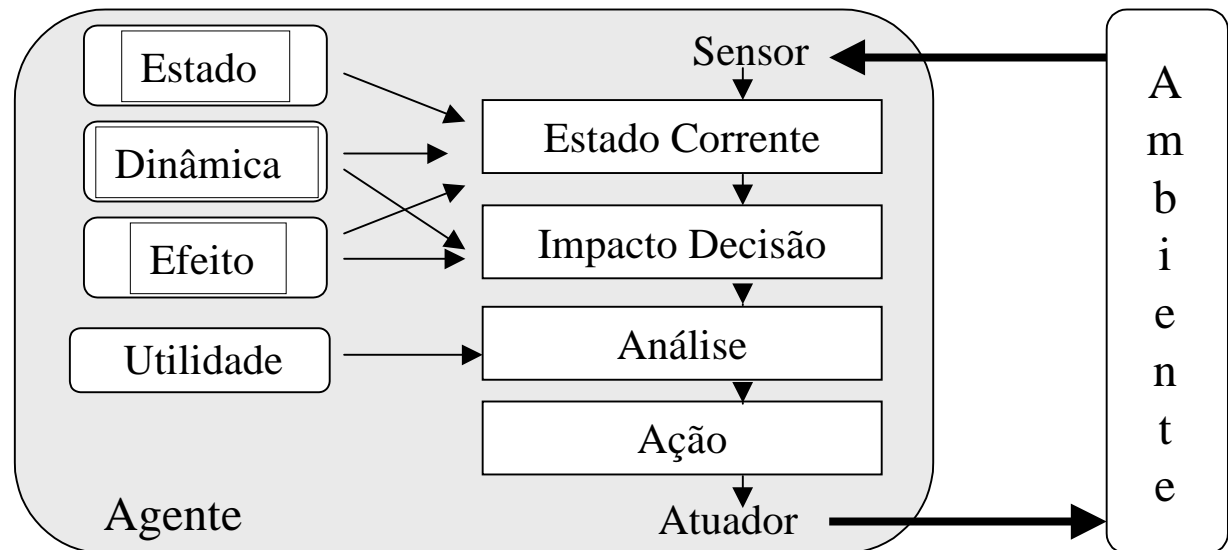 Estado
Dinâmica
Efeito
Utilidade
Agente
Sensor
Estado Corrente
Impacto Decisão
Análise
Ação
Atuador
A
m
b
i
e
n
t
e